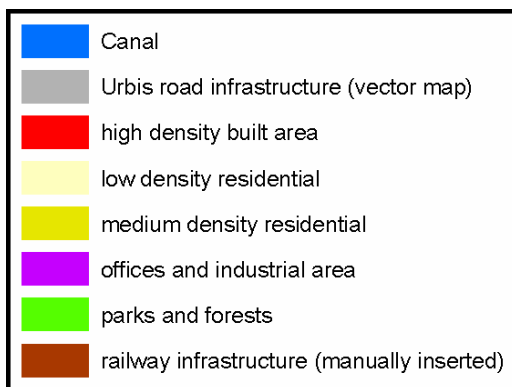 Canal
Urbis road infrastructure (vector map)
high density built area
low density residential
medium density residential
offices and industrial area
parks and forests
railway infrastructure (manually inserted)